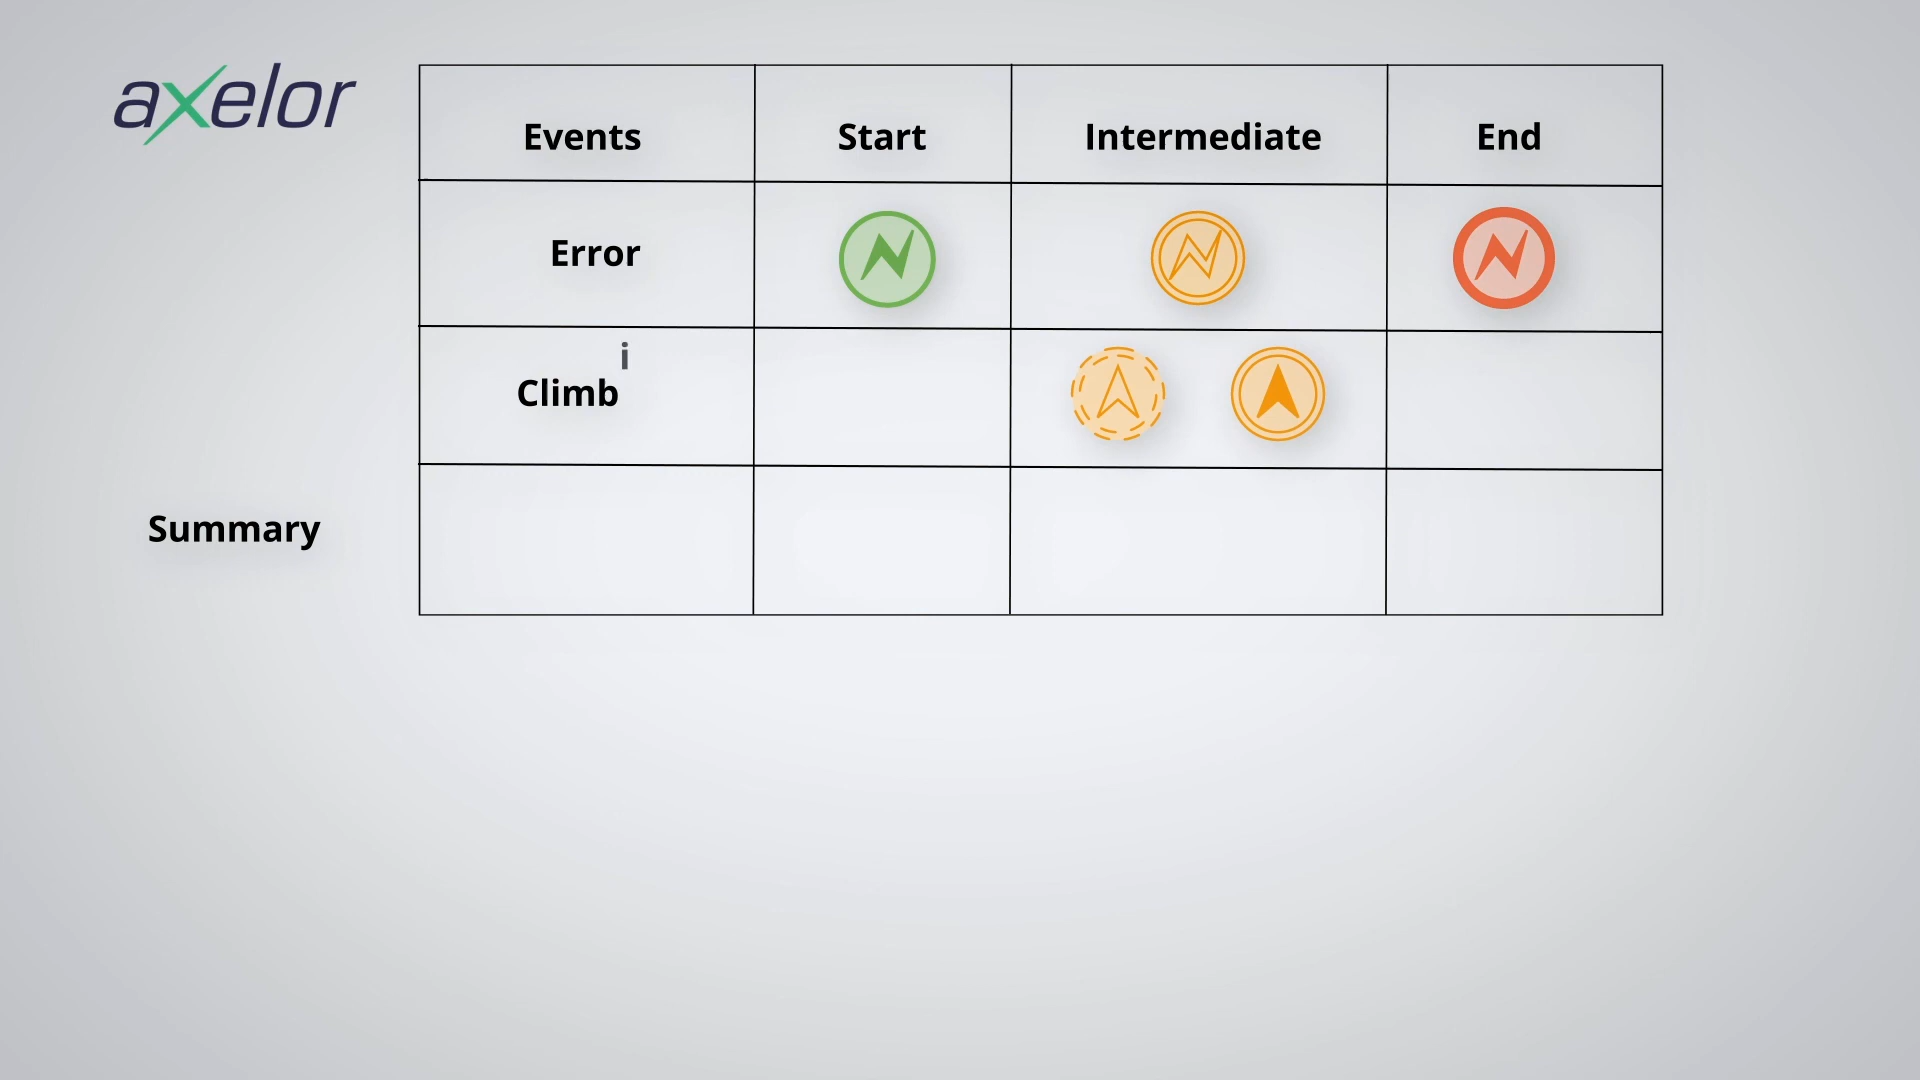 axelor
Events Start Intermediate End
Error
Climb i
Summary